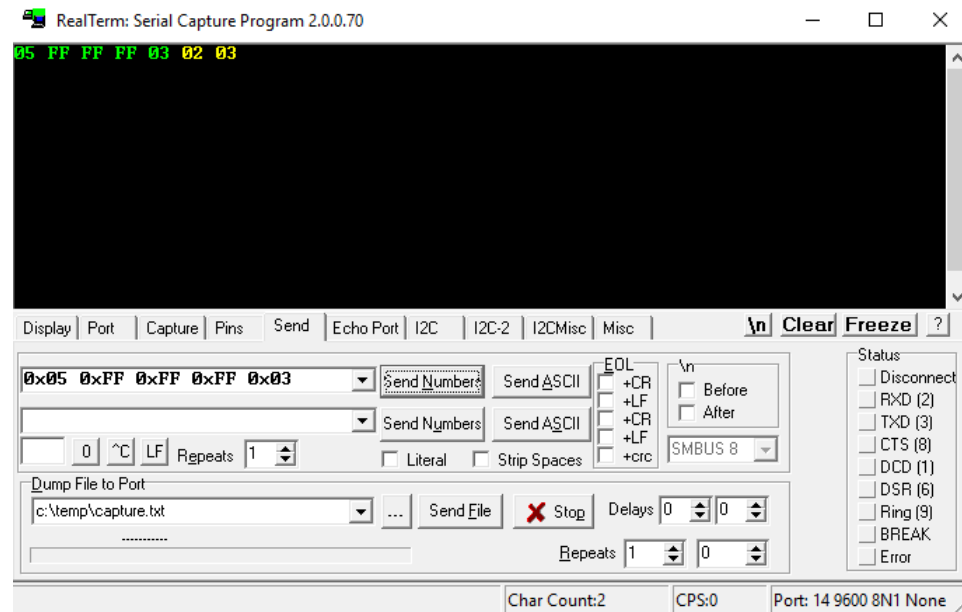 RealTerm: Serial Capture Program 2.0.0.70
05 FF FF FF 03 02 03
Display Port Capture Pins Send Echo Port I2C I2C-2 I2CMisc Misc \n Clear Freeze ?
0x05 0xFF 0xFF 0xFF 0x03
Send Numbers Send ASCII
EOL
+CR
+LF
\n
Before
After
Send Numbers Send ASCII
+CR
+LF
+crc
SMBUS 8
0 ^C LF Repeats 1
Literal Strip Spaces
Dump File to Port
c:\temp\capture.txt
... Send File Stop Delays 0 0
Repeats 1 0
Status
Disconnect
RXD (2)
TXD (3)
CTS (8)
DCD (1)
DSR (6)
Ring (9)
BREAK
Error
Char Count:2 CPS:0 Port: 14 9600 8N1 None